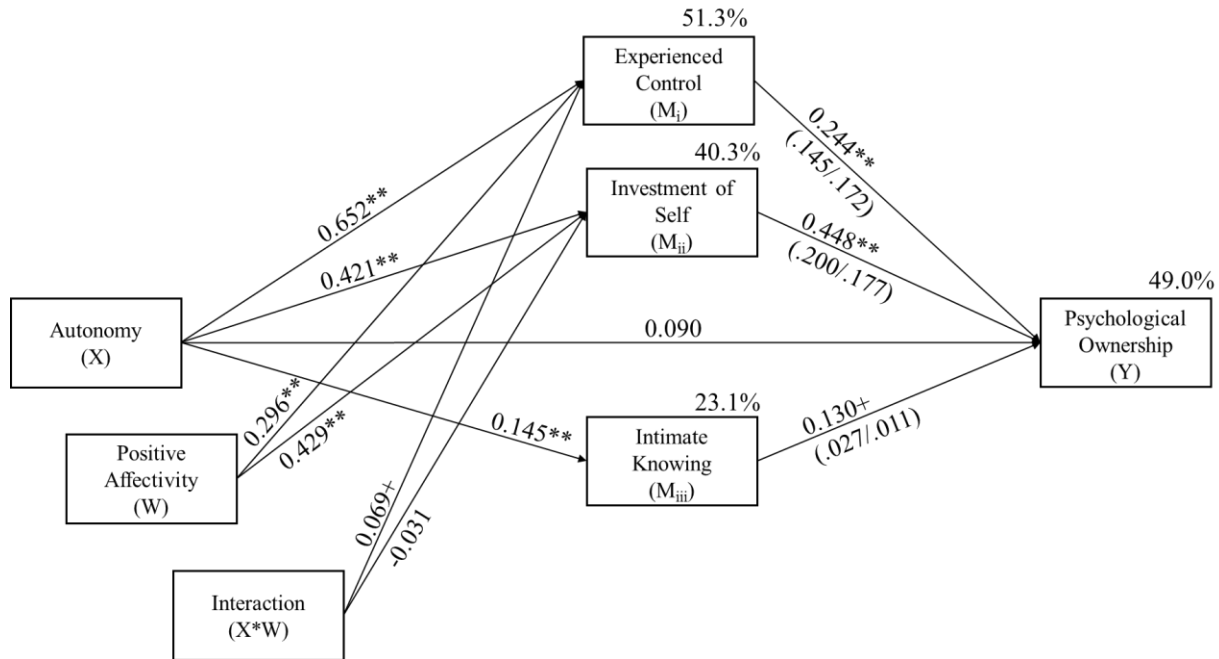 51.3%
Experienced
Control
(Mi)
0.244**
(.145/.172)
40.3%
Investment of
Self
(Mii)
0.652**
0.448**
(.200/.177)
0.421**
49.0%
Autonomy
(X)
0.090
Psychological
Ownership
(Y)
0.296**
0.429**
0.145**
23.1%
Intimate
Knowing
(Miii)
0.130+
(.027/.011)
Positive
Affectivity
(W)
0.069+
-0.031
Interaction
(X*W)